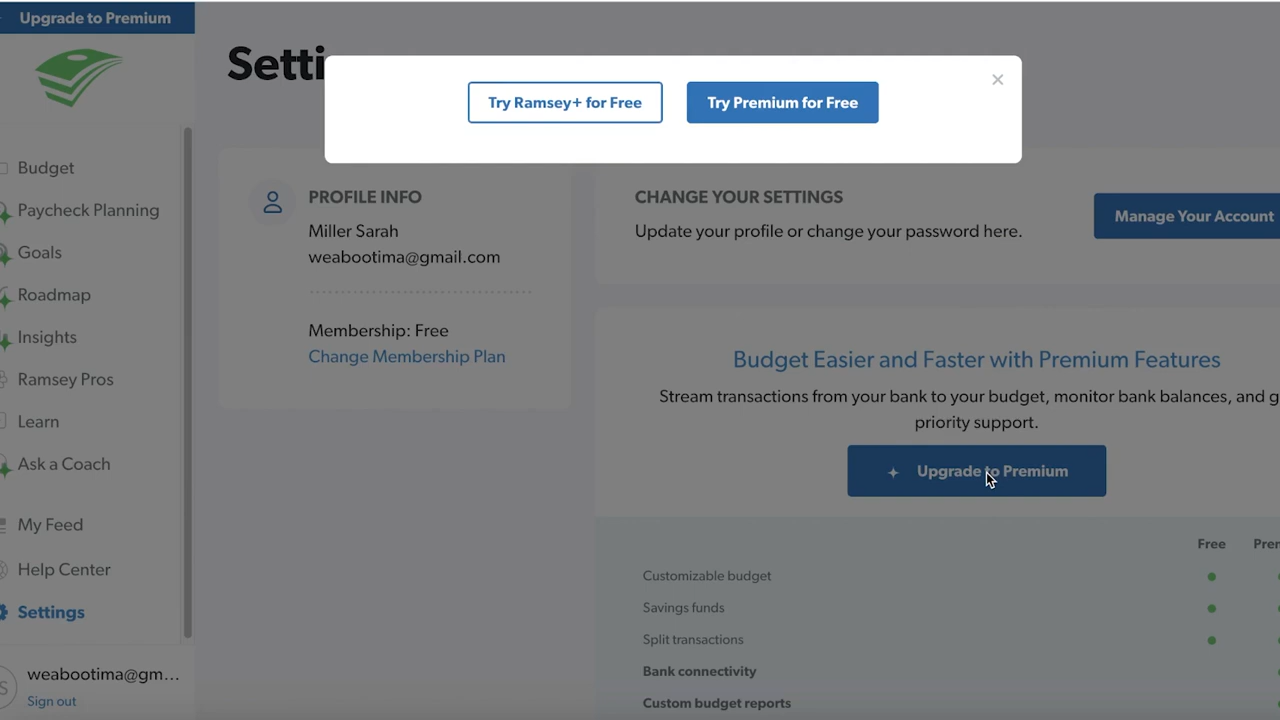 Upgrade to Premium
Setti
Try Ramsey+ for Free
Try Premium for Free
Budget
Paycheck Planning
Goals
Roadmap
Insights
Ramsey Pros
Learn
Ask a Coach
My Feed
Help Center
Settings
weabootima@gm...
Sign out
PROFILE INFO
Miller Sarah
weabootima@gmail.com
Membership: Free
Change Membership Plan
CHANGE YOUR SETTINGS
Update your profile or change your password here.
Manage Your Account
Budget Easier and Faster with Premium Features
Stream transactions from your bank to your budget, monitor bank balances, and g
priority support.
Upgrade to Premium
Free Prer
Customizable budget
Savings funds
Split transactions
Bank connectivity
Custom budget reports